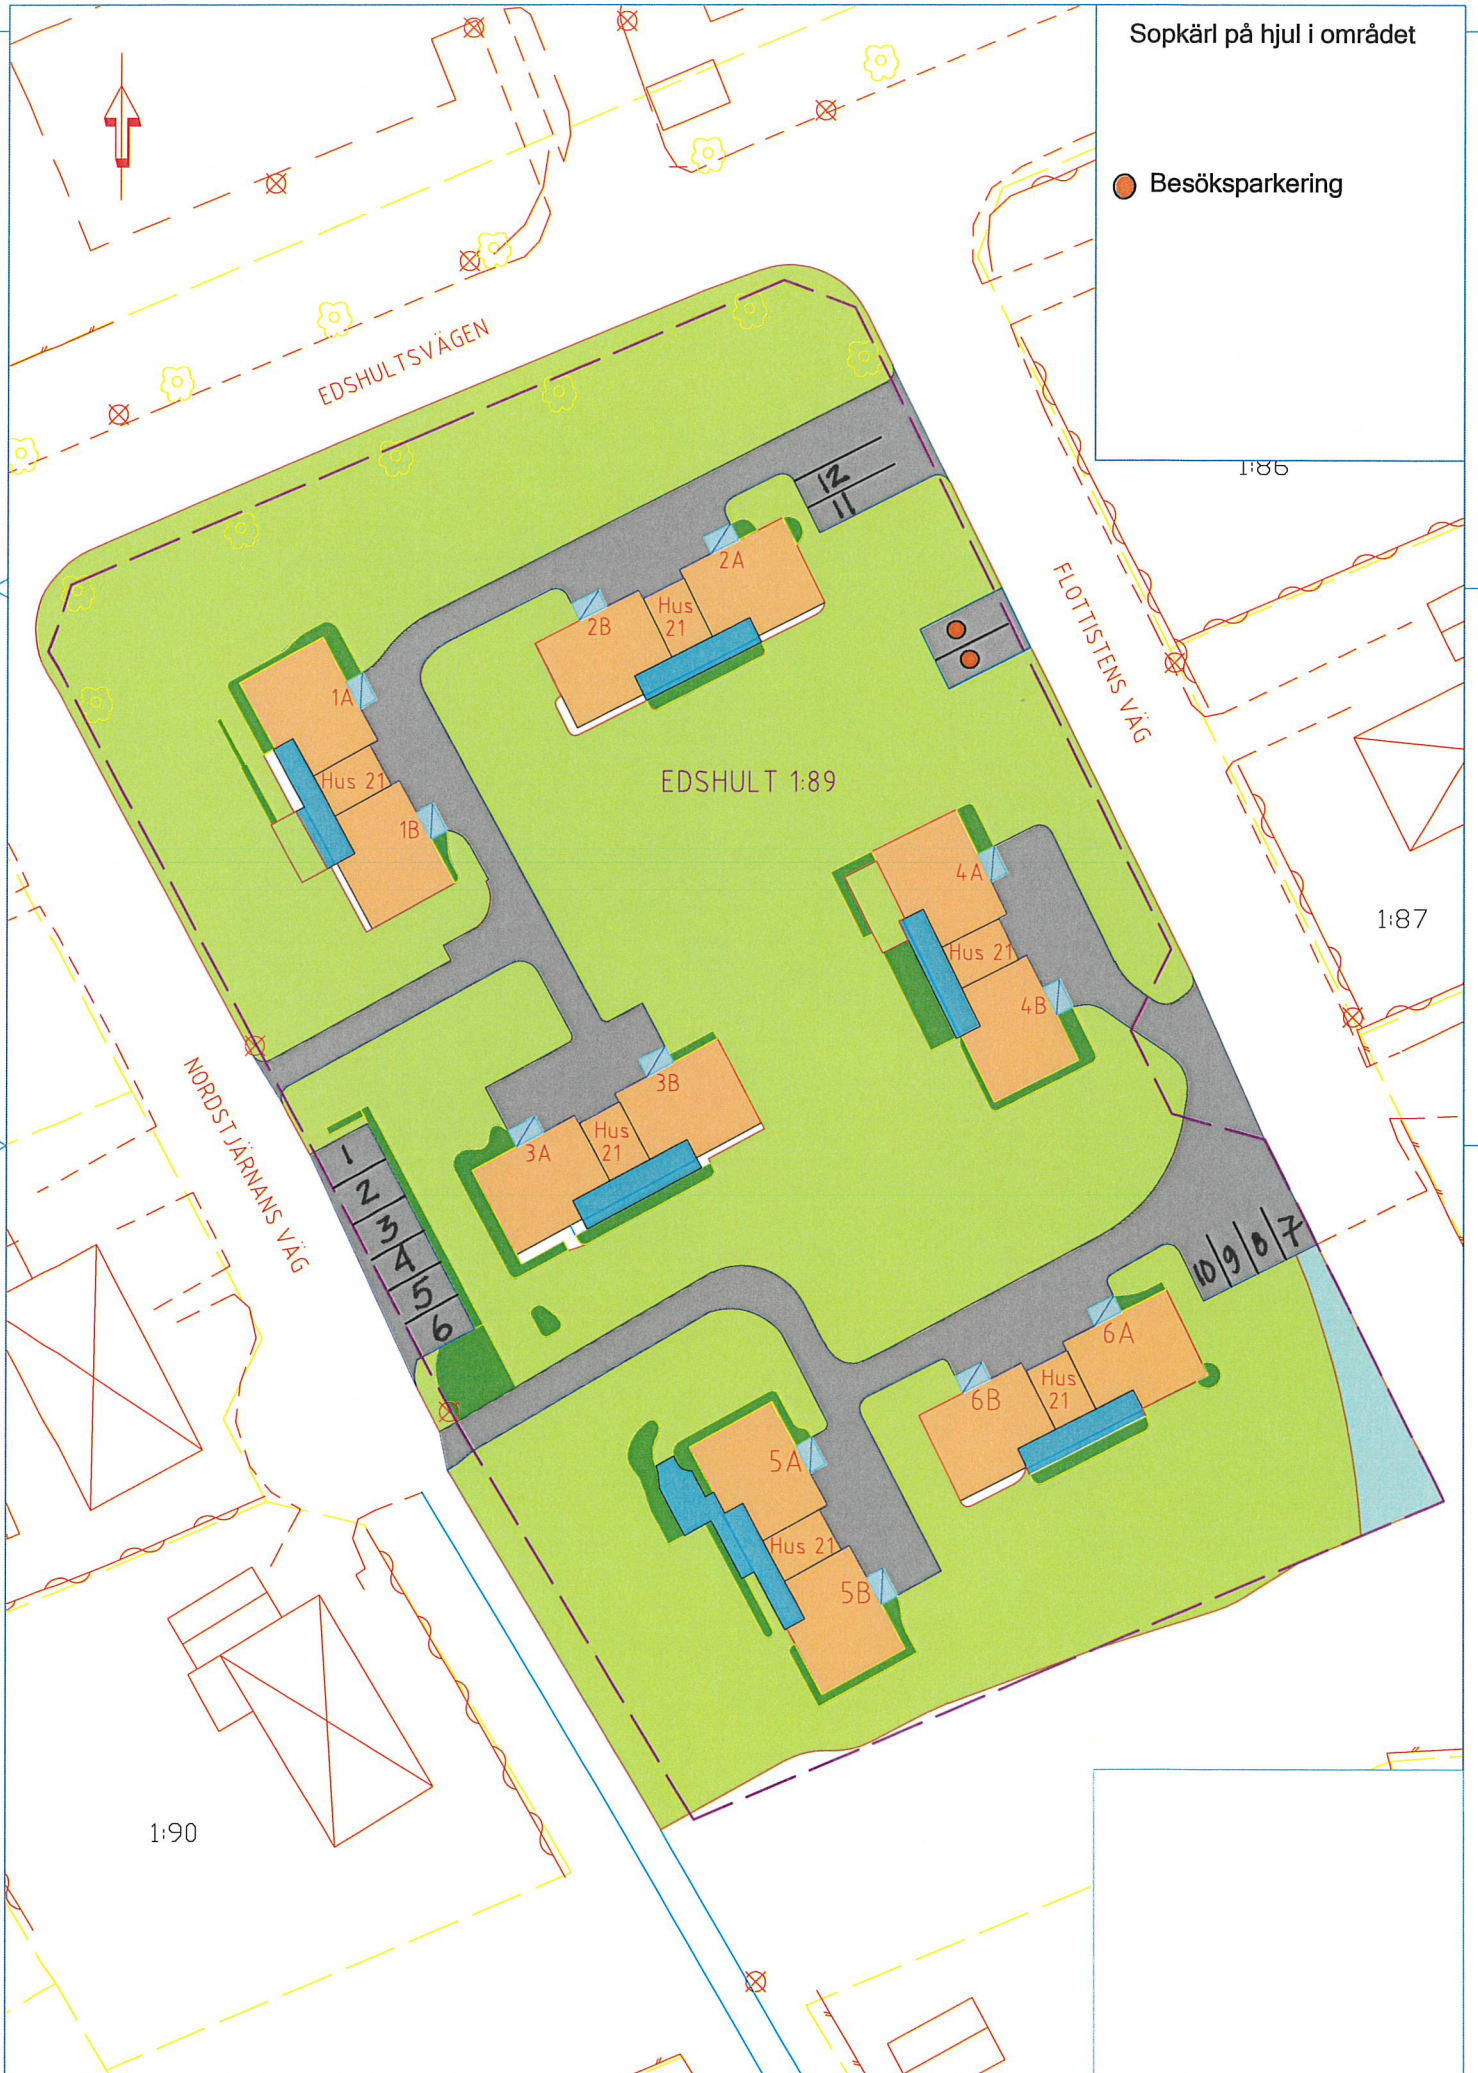 Sopkärl på hjul i området
Besöksparkering
EDSHULTSVÄGEN
1:86
12
11
2A
Hus
21
2B
FLOTTISTENS VÄG
1A
Hus 21
1B
EDSHULT 1:89
4A
Hus 21
4B
1:87
NORDSTJÄRNANS VÄG
3B
Hus
21
3A
1
2
3
4
5
6
10
9
8
7
6A
Hus
21
6B
5A
Hus 21
5B
1:90